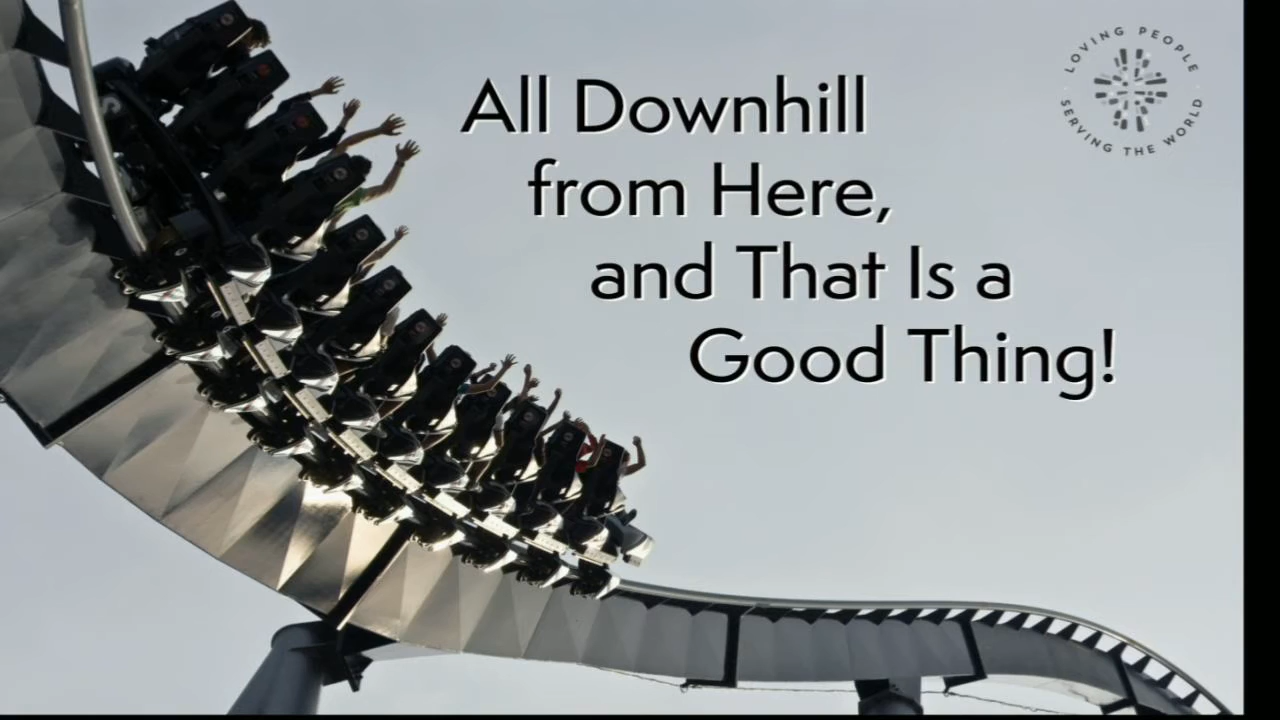 All Downhill
from Here,
and That Is a
Good Thing!
LOVING PEOPLE
SERVING THE WORLD